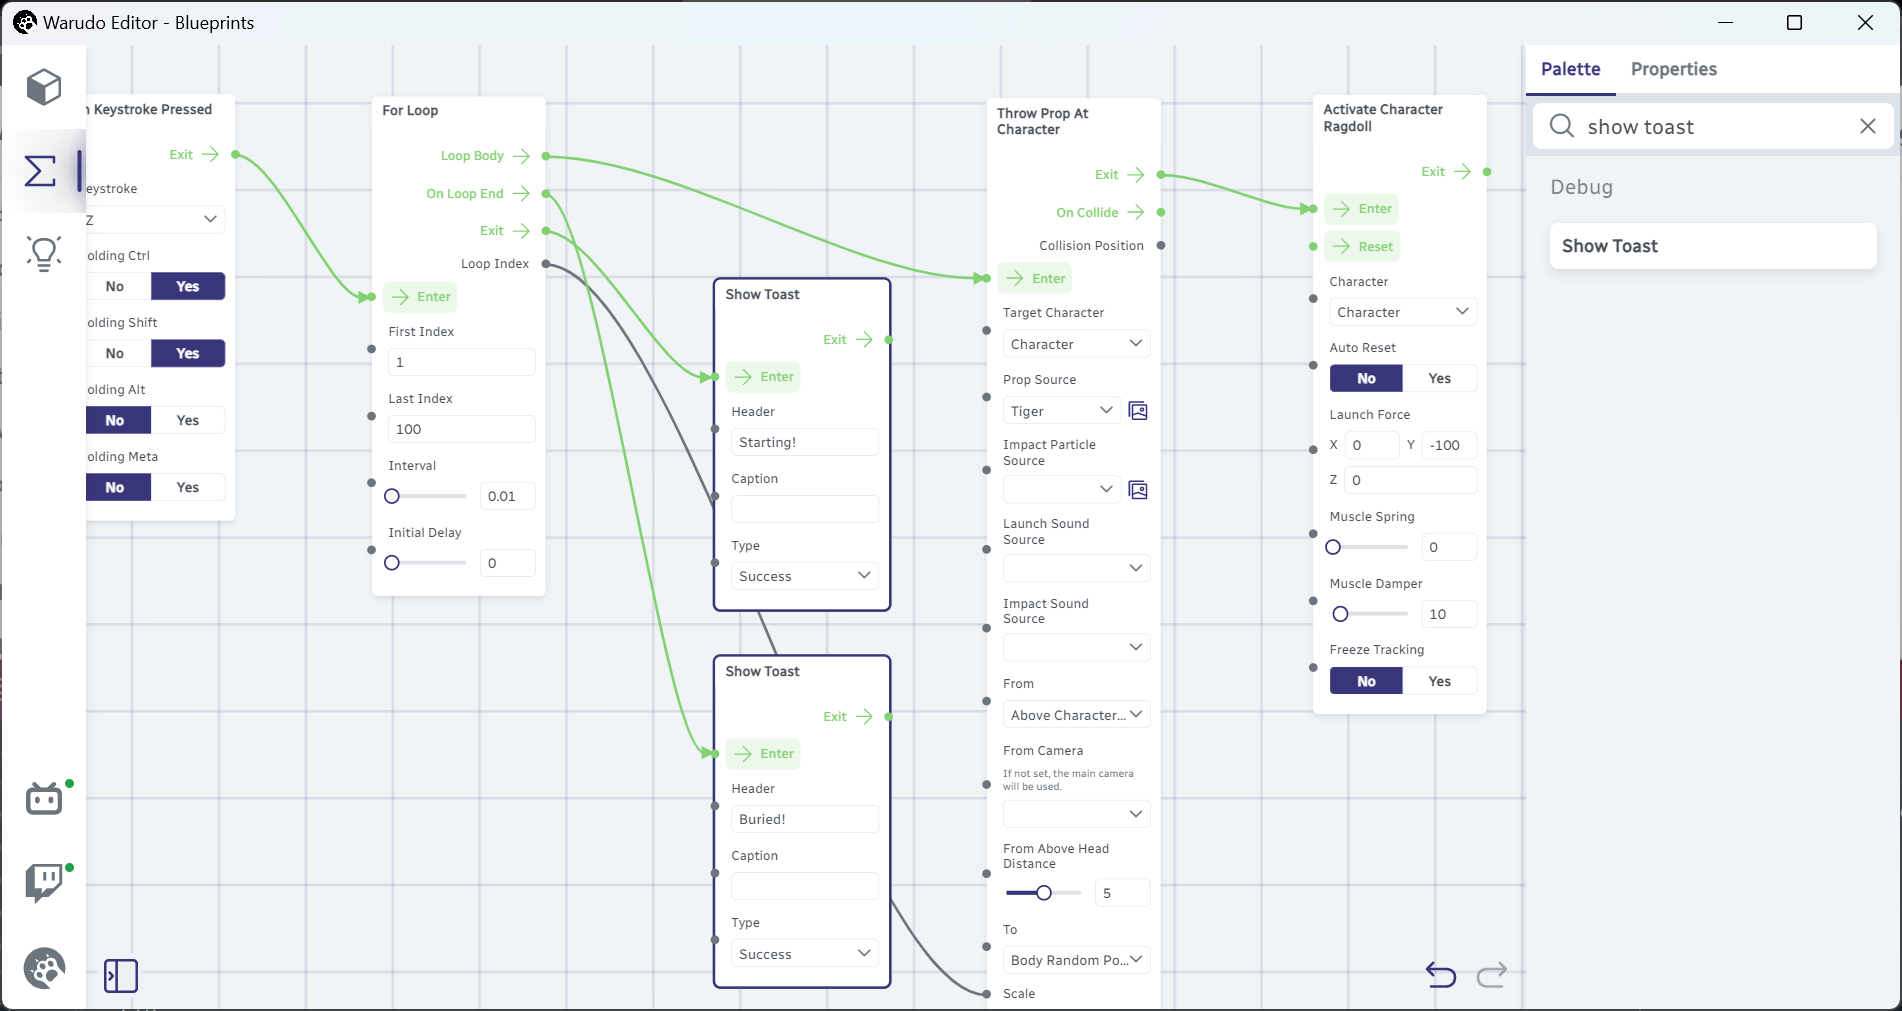 Warudo Editor - Blueprints
n Keystroke Pressed
Exit
eystroke
Z
olding Ctrl
No
Yes
olding Shift
No
Yes
olding Alt
No
Yes
olding Meta
No
Yes
For Loop
Loop Body
On Loop End
Exit
Loop Index
Enter
First Index
1
Last Index
100
Interval
0.01
Initial Delay
0
Show Toast
Exit
Enter
Header
Starting!
Caption
Type
Success
Show Toast
Exit
Enter
Header
Buried!
Caption
Type
Success
Throw Prop At
Character
Exit
On Collide
Collision Position
Enter
Target Character
Character
Prop Source
Tiger
Impact Particle
Source
Launch Sound
Source
Impact Sound
Source
From
Above Character...
From Camera
If not set, the main camera
will be used.
From Above Head
Distance
5
To
Body Random Po...
Scale
Activate Character
Ragdoll
Exit
Enter
Reset
Character
Character
Auto Reset
No
Yes
Launch Force
X 0 Y -100
Z 0
Muscle Spring
0
Muscle Damper
10
Freeze Tracking
No
Yes
Palette
Properties
show toast
Debug
Show Toast